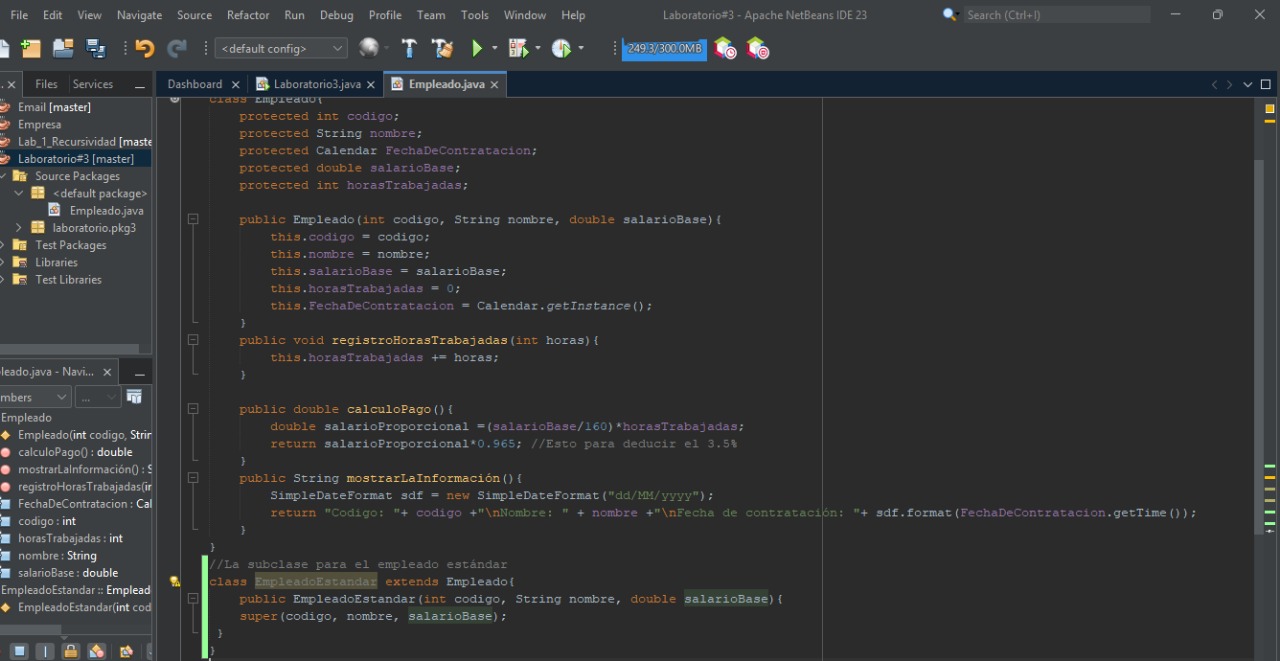 File Edit View Navigate Source Refactor Run Debug Profile Team Tools Window Help Laboratorio#3 - Apache NetBeans IDE 23 Search (Ctrl+I)
<default config> 249.3/300.0MB
Files Services Dashboard Laboratorio3.java Empleado.java
Email [master]
Empresa
Lab_1_Recursividad [maste
Laboratorio#3 [master]
Source Packages
<default package>
Empleado.java
laboratorio.pkg3
Test Packages
Libraries
Test Libraries
pleado.java - Navi...
mbers ...
Empleado
Empleado(int codigo, Strin
calculoPago() : double
mostrarLaInformación() : S
registroHorasTrabajadas(in
FechaDeContratacion : Cal
codigo : int
horasTrabajadas : int
nombre : String
salarioBase : double
EmpleadoEstandar :: Emplead
EmpleadoEstandar(int cod
class Empleado{
protected int codigo;
protected String nombre;
protected Calendar FechaDeContratacion;
protected double salarioBase;
protected int horasTrabajadas;
public Empleado(int codigo, String nombre, double salarioBase){
this.codigo = codigo;
this.nombre = nombre;
this.salarioBase = salarioBase;
this.horasTrabajadas = 0;
this.FechaDeContratacion = Calendar.getInstance();
}
public void registroHorasTrabajadas(int horas){
this.horasTrabajadas += horas;
}
public double calculoPago(){
double salarioProporcional =(salarioBase/160)*horasTrabajadas;
return salarioProporcional*0.965; //Esto para deducir el 3.5%
}
public String mostrarLaInformación(){
SimpleDateFormat sdf = new SimpleDateFormat("dd/MM/yyyy");
return "Codigo: "+ codigo +"\nNombre: " + nombre +"\nFecha de contratación: "+ sdf.format(FechaDeContratacion.getTime());
}
}
//La subclase para el empleado estándar
class EmpleadoEstandar extends Empleado{
public EmpleadoEstandar(int codigo, String nombre, double salarioBase){
super(codigo, nombre, salarioBase);
}
}